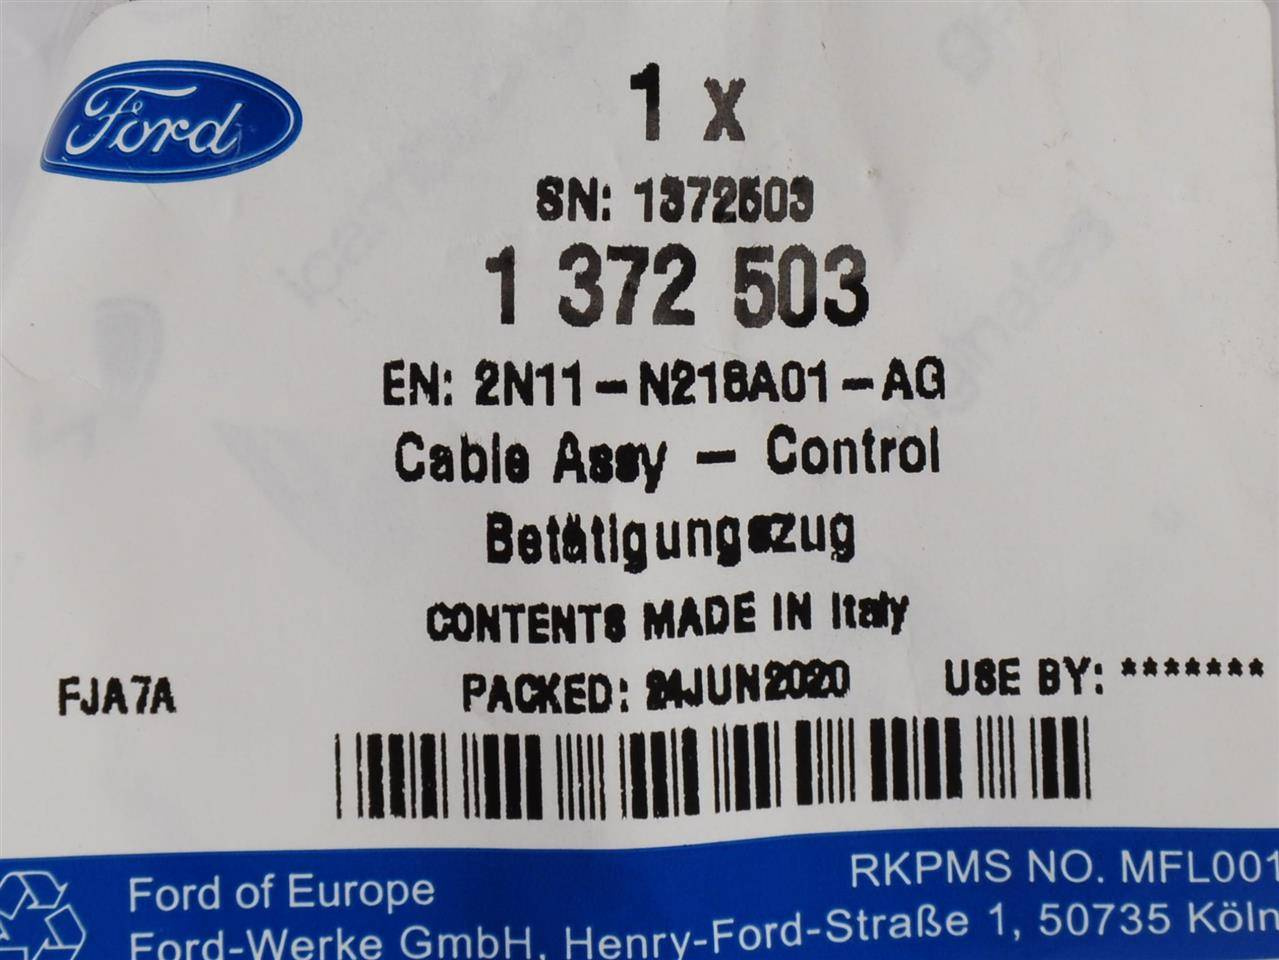 Ford
1 x
SN: 1372503
1 372 503
EN: 2N11-N218A01-AG
Cable Assy - Control
Betätigungszug
CONTENTS MADE IN Italy
FJA7A
PACKED: 24JUN2020
USE BY: *******
RKPMS NO. MFL001
Ford of Europe
Ford-Werke GmbH, Henry-Ford-Straße 1, 50735 Köln